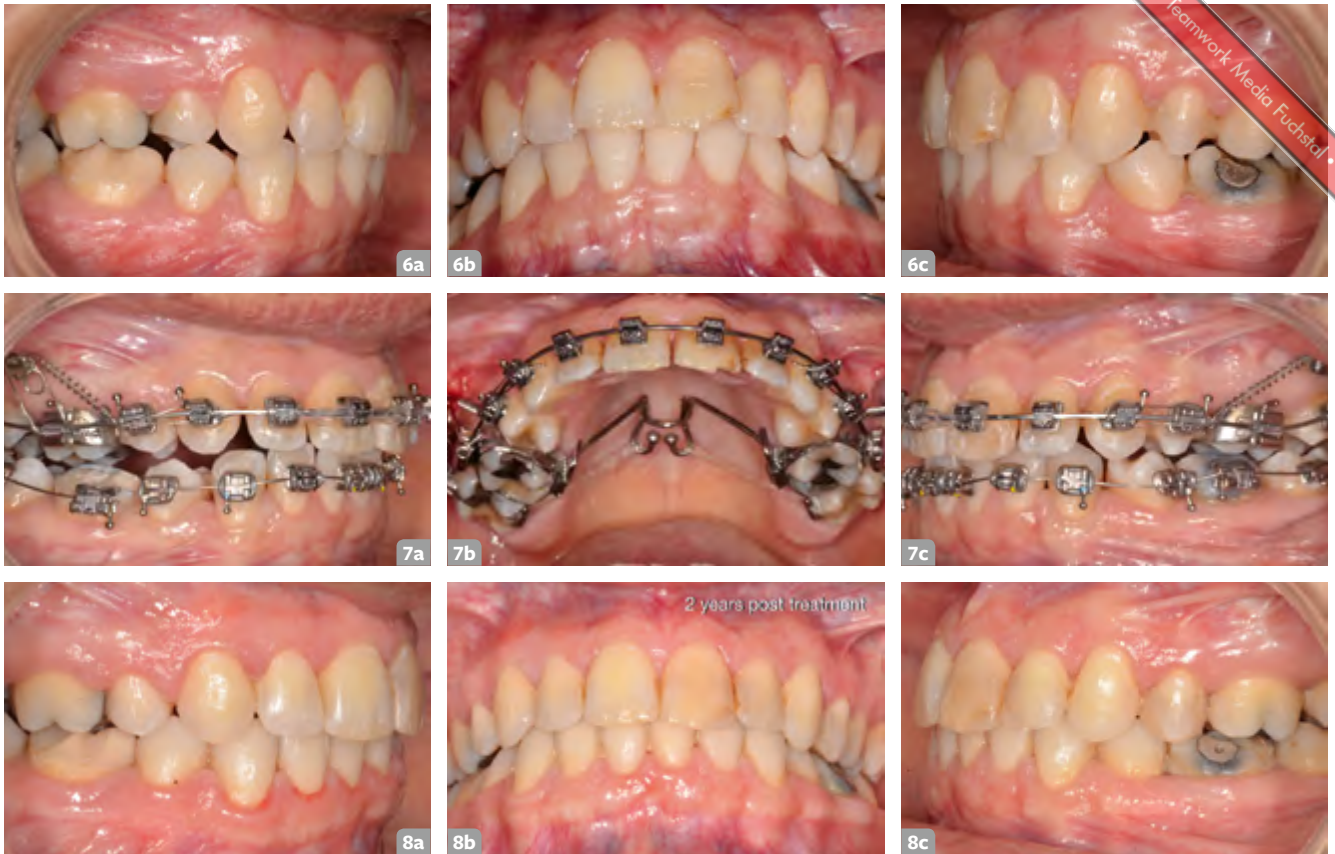 Teamwork Media Fuchstal •
6a
6b
6c
7a
7b
7c
2 years post treatment
8a
8b
8c